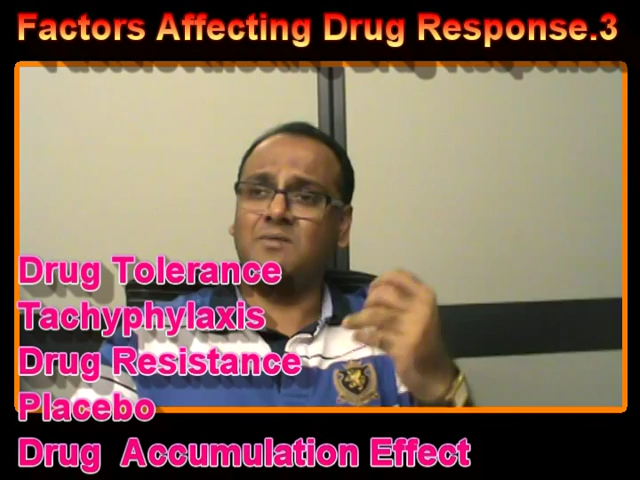 Factors Affecting Drug Response.3
Drug Tolerance
Tachyphylaxis
Drug Resistance
Placebo
Drug Accumulation Effect